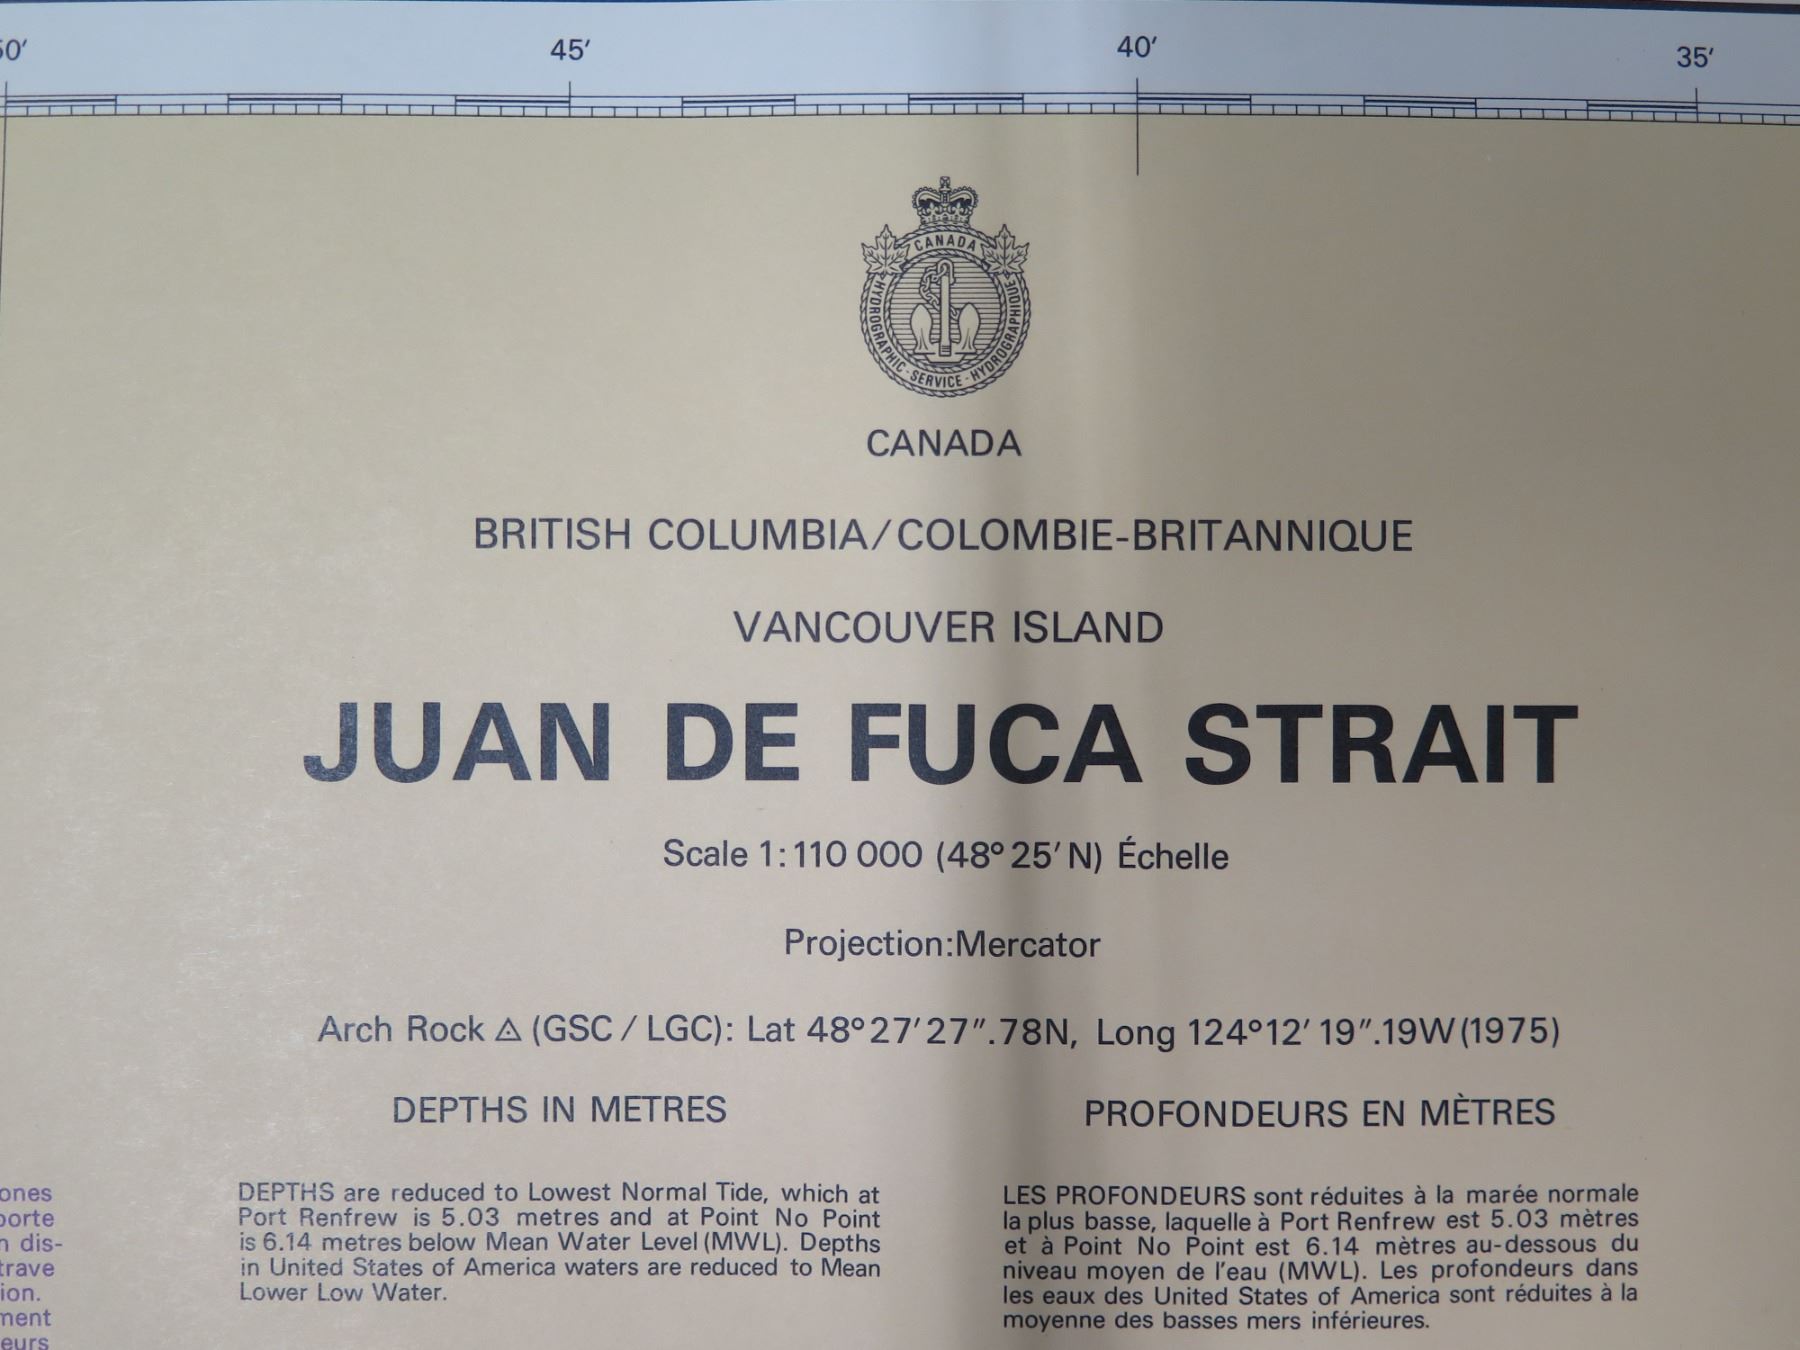 50′ 45′ 40′ 35′
CANADA
HYDROGRAPHIC · SERVICE · HYDROGRAPHIQUE
CANADA
BRITISH COLUMBIA/COLOMBIE-BRITANNIQUE
VANCOUVER ISLAND
JUAN DE FUCA STRAIT
Scale 1:110 000 (48° 25′ N) Échelle
Projection:Mercator
Arch Rock △ (GSC / LGC): Lat 48°27′27″.78N, Long 124°12′ 19″.19W(1975)
DEPTHS IN METRES
DEPTHS are reduced to Lowest Normal Tide, which at
Port Renfrew is 5.03 metres and at Point No Point
is 6.14 metres below Mean Water Level (MWL). Depths
in United States of America waters are reduced to Mean
Lower Low Water.
PROFONDEURS EN MÈTRES
LES PROFONDEURS sont réduites à la marée normale
la plus basse, laquelle à Port Renfrew est 5.03 mètres
et à Point No Point est 6.14 mètres au-dessous du
niveau moyen de l'eau (MWL). Les profondeurs dans
les eaux des United States of America sont réduites à la
moyenne des basses mers inférieures.